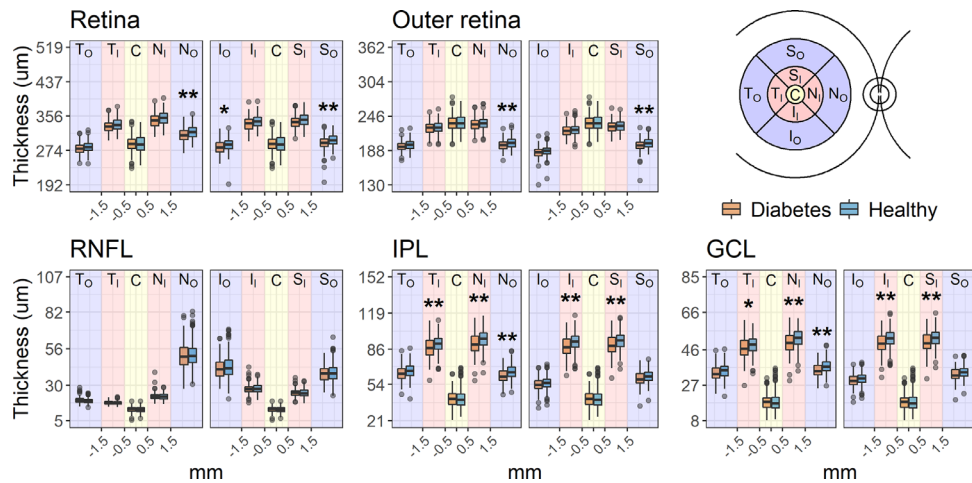 Retina
Outer retina
Thickness (um)
519
437
356
274
192
T_O T_I C N_I N_O
**
I_O I_I C S_I S_O
* **
-1.5 -0.5 0.5 1.5
-1.5 -0.5 0.5 1.5
362
304
246
188
130
T_O T_I C N_I N_O
**
I_O I_I C S_I S_O
**
-1.5 -0.5 0.5 1.5
-1.5 -0.5 0.5 1.5
S_O
S_I
T_O T_I C N_I N_O
I_I
I_O
Diabetes Healthy
RNFL
IPL
GCL
Thickness (um)
107
81
56
30
5
T_O T_I C N_I N_O
I_O I_I C S_I S_O
-1.5 -0.5 0.5 1.5
-1.5 -0.5 0.5 1.5
mm
152
119
86
54
21
T_O T_I C N_I N_O
** ** **
I_O I_I C S_I S_O
** **
-1.5 -0.5 0.5 1.5
-1.5 -0.5 0.5 1.5
mm
85
66
46
27
8
T_O T_I C N_I N_O
* ** **
I_O I_I C S_I S_O
** **
-1.5 -0.5 0.5 1.5
-1.5 -0.5 0.5 1.5
mm